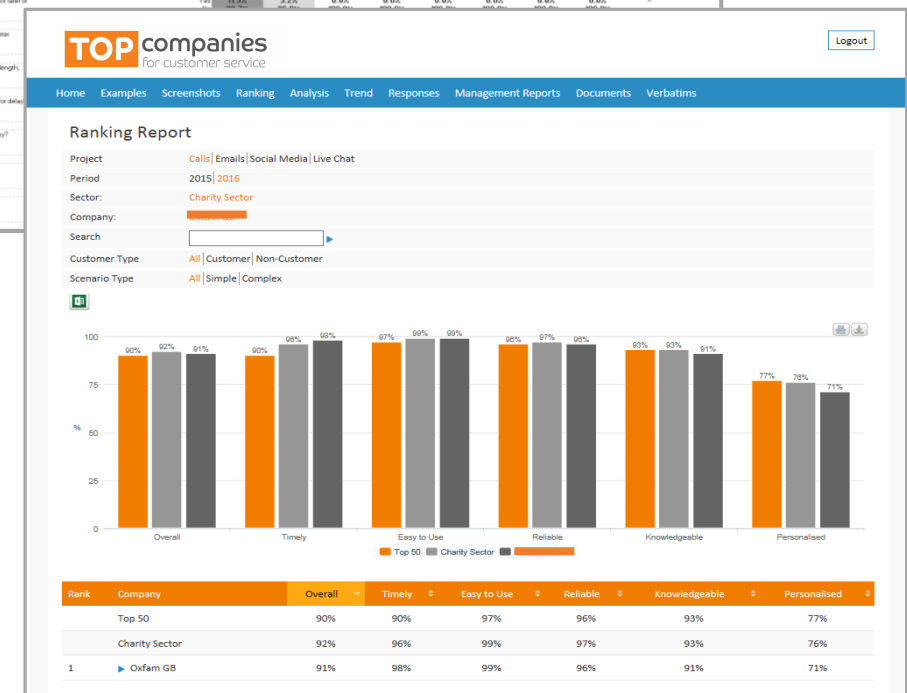 TOP companies
for customer service
Logout
Home Examples Screenshots Ranking Analysis Trend Responses Management Reports Documents Verbatims
Ranking Report
Project Calls| Emails| Social Media| Live Chat
Period 2015| 2016
Sector: Charity Sector
Company:
Search
Customer Type All| Customer| Non-Customer
Scenario Type All| Simple| Complex
100
75
% 50
25
0
90% 92% 91%
90% 96% 98%
97% 99% 99%
96% 97% 96%
93% 93% 91%
77% 76% 71%
Overall Timely Easy to Use Reliable Knowledgeable Personalised
Top 50 Charity Sector
Rank Company Overall Timely Easy to Use Reliable Knowledgeable Personalised
Top 50 90% 90% 97% 96% 93% 77%
Charity Sector 92% 96% 99% 97% 93% 76%
1 Oxfam GB 91% 98% 99% 96% 91% 71%
length,
for delay